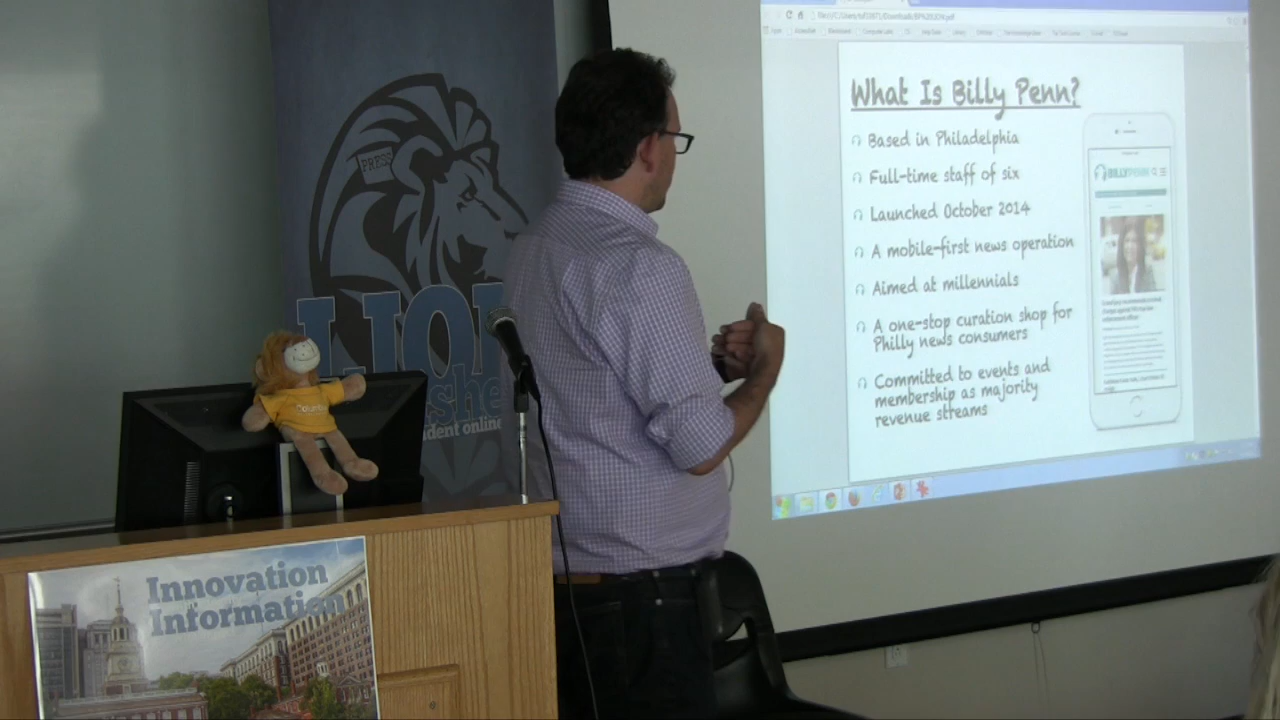 PRESS
LION
dent online
Innovation
Information
What Is Billy Penn?
Based in Philadelphia
Full-time staff of six
Launched October 2014
A mobile-first news operation
Aimed at millennials
A one-stop curation shop for
Philly news consumers
Committed to events and
membership as majority
revenue streams
BILLYPENN